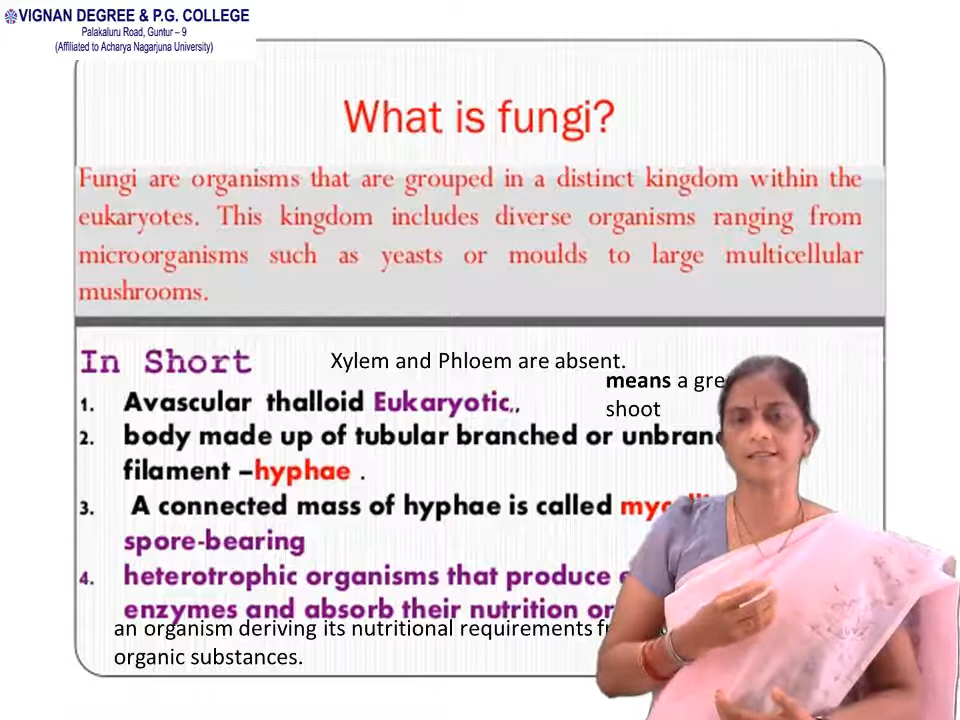 VIGNAN DEGREE & P.G. COLLEGE
Palakaluru Road, Guntur – 9
(Affiliated to Acharya Nagarjuna University)
What is fungi?
Fungi are organisms that are grouped in a distinct kingdom within the
eukaryotes. This kingdom includes diverse organisms ranging from
microorganisms such as yeasts or moulds to large multicellular
mushrooms.
In Short
Xylem and Phloem are absent.
means a
shoot
1. Avascular thalloid Eukaryotic,,
2. body made up of tubular branched or
filament –hyphae .
3. A connected mass of hyphae is called
spore-bearing
4. heterotrophic organisms that produce
enzymes and absorb their nutrition
an organism deriving its nutritional requirements
organic substances.